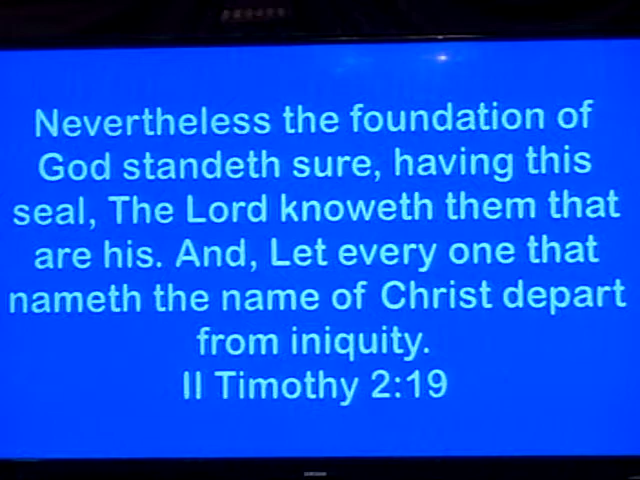 Nevertheless the foundation of
God standeth sure, having this
seal, The Lord knoweth them that
are his. And, Let every one that
nameth the name of Christ depart
from iniquity.
II Timothy 2:19
SAMSUNG